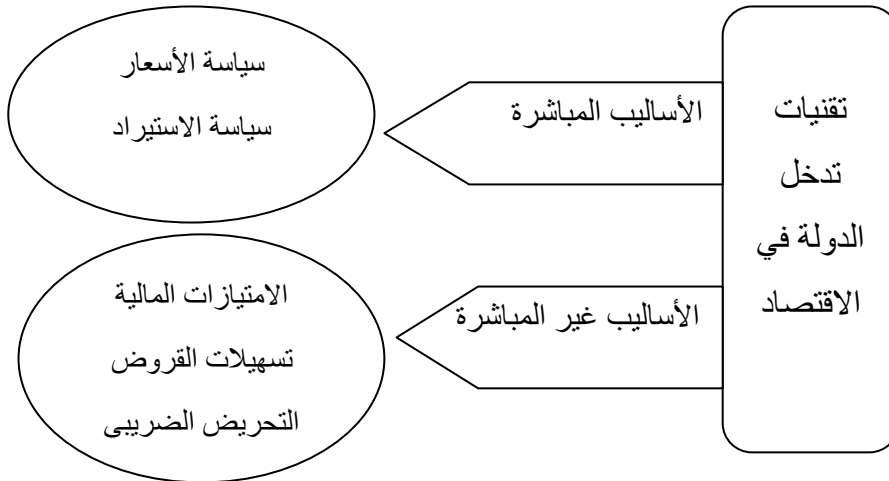 تقنيات
تدخل
الدولة في
الاقتصاد
الأساليب المباشرة
سياسة الأسعار
سياسة الاستيراد
الأساليب غير المباشرة
الامتيازات المالية
تسهيلات القروض
التحريض الضريبي